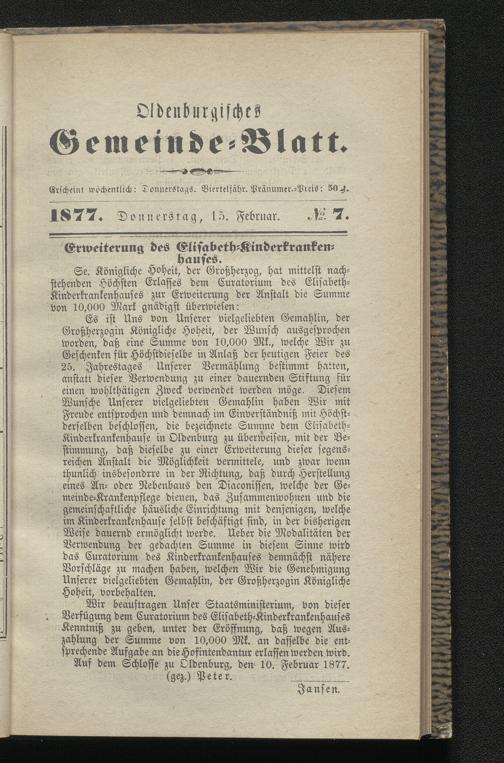 Oldenburgisches
Gemeinde-Blatt.
Erscheint wöchentlich: Donnerstags. Vierteljähr. Pränumer.-Preis: 50 ₰.
1877. Donnerstag, 15. Februar. № 7.
Erweiterung des Elisabeth-Kinderkranken-
hauses.
Se. Königliche Hoheit, der Großherzog, hat mittelst nach-
stehenden Höchsten Erlasses dem Curatorium des Elisabeth-
Kinderkrankenhauses zur Erweiterung der Anstalt die Summe
von 10,000 Mark gnädigst überwiesen:
Es ist Uns von Unserer vielgeliebten Gemahlin, der
Großherzogin Königliche Hoheit, der Wunsch ausgesprochen
worden, daß eine Summe von 10,000 Mk., welche Wir zu
Geschenken für Höchstdieselbe in Anlaß der heutigen Feier des
25. Jahrestages Unserer Vermählung bestimmt hatten,
anstatt dieser Verwendung zu einer dauernden Stiftung für
einen wohlthätigen Zweck verwendet werden möge. Diesem
Wunsche Unserer vielgeliebten Gemahlin haben Wir mit
Freude entsprochen und demnach im Einverständniß mit Höchst-
derselben beschlossen, die bezeichnete Summe dem Elisabeth-
Kinderkrankenhause in Oldenburg zu überweisen, mit der Be-
stimmung, daß dieselbe zu einer Erweiterung dieser segens-
reichen Anstalt die Möglichkeit vermittele, und zwar wenn
thunlich insbesondere in der Richtung, daß durch Herstellung
eines An- oder Nebenbaus den Diaconissen, welche der Ge-
meinde-Krankenpflege dienen, das Zusammenwohnen und die
gemeinschaftliche häusliche Einrichtung mit denjenigen, welche
im Kinderkrankenhause selbst beschäftigt sind, in der bisherigen
Weise dauernd ermöglicht werde. Ueber die Modalitäten der
Verwendung der gedachten Summe in diesem Sinne wird
das Curatorium des Kinderkrankenhauses demnächst nähere
Vorschläge zu machen haben, welchen Wir die Genehmigung
Unserer vielgeliebten Gemahlin, der Großherzogin Königliche
Hoheit, vorbehalten.
Wir beauftragen Unser Staatsministerium, von dieser
Verfügung dem Curatorium des Elisabeth-Kinderkrankenhauses
Kenntniß zu geben, unter der Eröffnung, daß wegen Aus-
zahlung der Summe von 10,000 Mk. an dasselbe die ent-
sprechende Aufgabe an die Hofintendantur erlassen werden wird.
Auf dem Schlosse zu Oldenburg, den 10. Februar 1877.
(gez.) Peter.
Jansen.